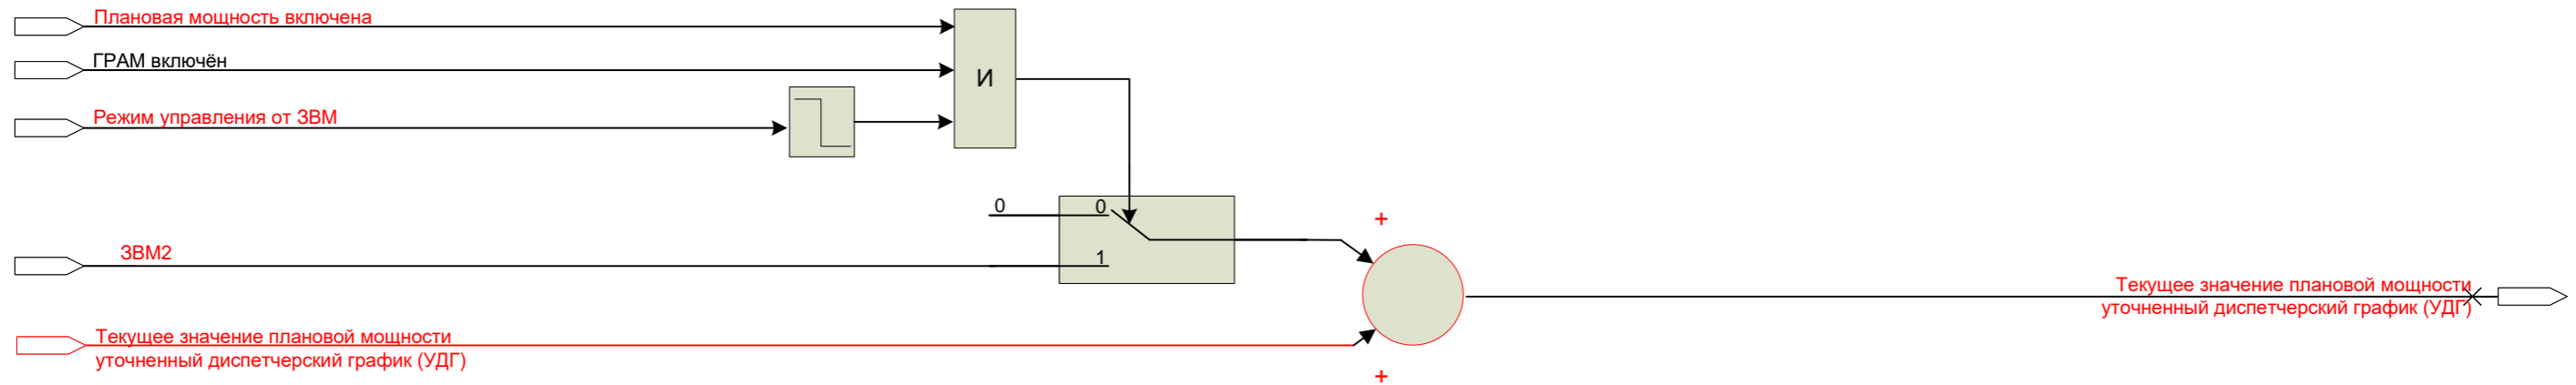 Плановая мощность включена
ГРАМ включён
И
Режим управления от ЗВМ
0
0
+
ЗВМ2
1
Текущее значение плановой мощности
уточненный диспетчерский график (УДГ)
Текущее значение плановой мощности
уточненный диспетчерский график (УДГ)
+